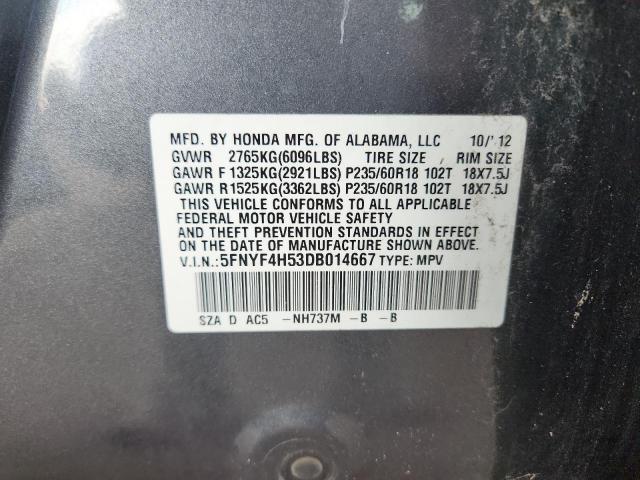 MFD. BY HONDA MFG. OF ALABAMA, LLC 10/'12
GVWR 2765KG(6096LBS) TIRE SIZE RIM SIZE
GAWR F 1325KG(2921LBS) P235/60R18 102T 18X7.5J
GAWR R 1525KG(3362LBS) P235/60R18 102T 18X7.5J
THIS VEHICLE CONFORMS TO ALL APPLICABLE
FEDERAL MOTOR VEHICLE SAFETY
AND THEFT PREVENTION STANDARDS IN EFFECT
ON THE DATE OF MANUFACTURE SHOWN ABOVE.
V.I.N.:5FNYF4H53DB014667 TYPE: MPV
SZA D AC5 -NH737M -B -B